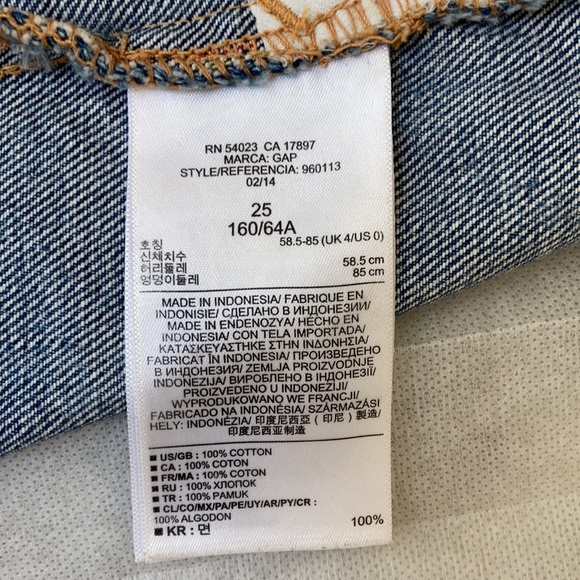 RN 54023 CA 17897
MARCA: GAP
STYLE/REFERENCIA: 960113
02/14
25
160/64A
호칭 58.5-85 (UK 4/US 0)
신체치수
허리둘레 58.5 cm
엉덩이둘레 85 cm
MADE IN INDONESIA/ FABRIQUE EN
INDONISIE/ СДЕЛАНО В ИНДОНЕЗИИ/
MADE IN ENDENOZYA/ HECHO EN
INDONESIA/ CON TELA IMPORTADA/
ΚΑΤΑΣΚΕΥΑΣΤΗΚΕ ΣΤΗΝ ΙΝΔΟΝΗΣΙΑ/
FABRICAT ÎN INDONESIA/ ПРОИЗВЕДЕНО
В ИНДОНЕЗИЯ/ ZEMLJA PROIZVODNJE
INDONEZIJA/ ВИРОБЛЕНО В ІНДОНЕЗІЇ/
PROIZVEDENO U INDONEZIJI/
WYPRODUKOWANO WE FRANCJI/
FABRICADO NA INDONÉSIA/ SZÁRMAZÁSI
HELY: INDONÉZIA/ 印度尼西亞（印尼）製造/
印度尼西亚制造
■ US/GB : 100% COTTON
■ CA : 100% COTON
■ FR/MA : 100% COTON
■ RU : 100% ХЛОПОК
■ TR : 100% PAMUK
■ CL/CO/MX/PA/PE/UY/AR/PY/CR :
100% ALGODON
■ KR : 면 100%